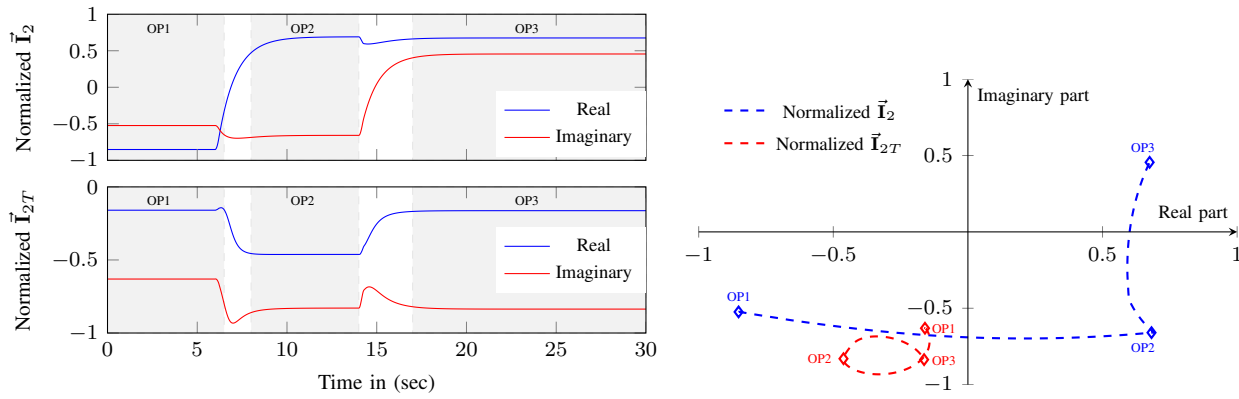 1
0.5
0
−0.5
−1
Normalized I⃗₂
OP1
OP2
OP3
Real
Imaginary
0
−0.5
−1
Normalized I⃗₂T
OP1
OP2
OP3
Real
Imaginary
0
5
10
15
20
25
30
Time in (sec)
Normalized I⃗₂
Normalized I⃗₂T
1
Imaginary part
0.5
OP3
Real part
−1
−0.5
0.5
1
OP1
−0.5
OP1
OP2
OP3
OP2
−1